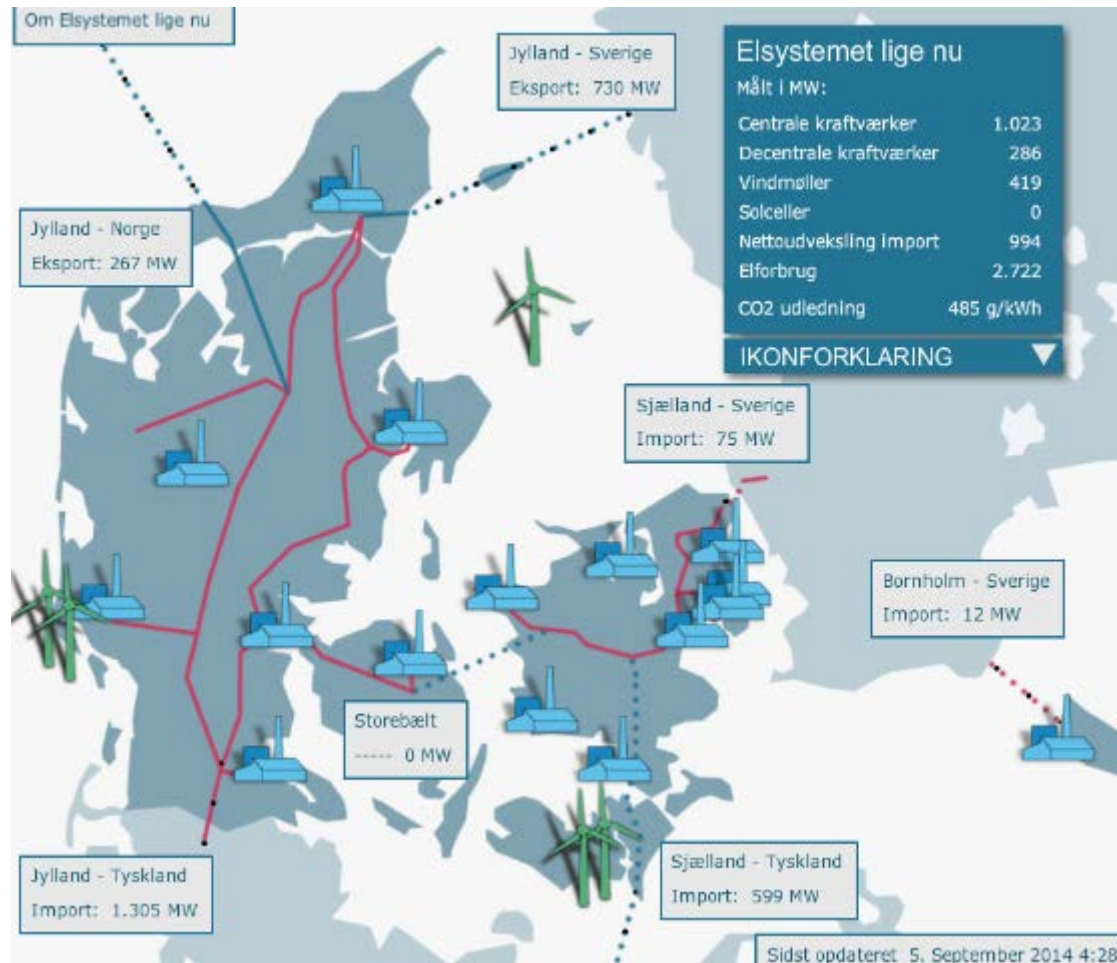 Om Elsystemet lige nu
Jylland - Sverige
Eksport: 730 MW
Elsystemet lige nu
Målt i MW:
Centrale kraftværker 1.023
Decentrale kraftværker 286
Vindmøller 419
Solceller 0
Nettoudveksling import 994
Elforbrug 2.722
CO2 udledning 485 g/kWh
IKONFORKLARING
Jylland - Norge
Eksport: 267 MW
Sjælland - Sverige
Import: 75 MW
Bornholm - Sverige
Import: 12 MW
Storebælt
----- 0 MW
Jylland - Tyskland
Import: 1.305 MW
Sjælland - Tyskland
Import: 599 MW
Sidst opdateret 5. September 2014 4:28